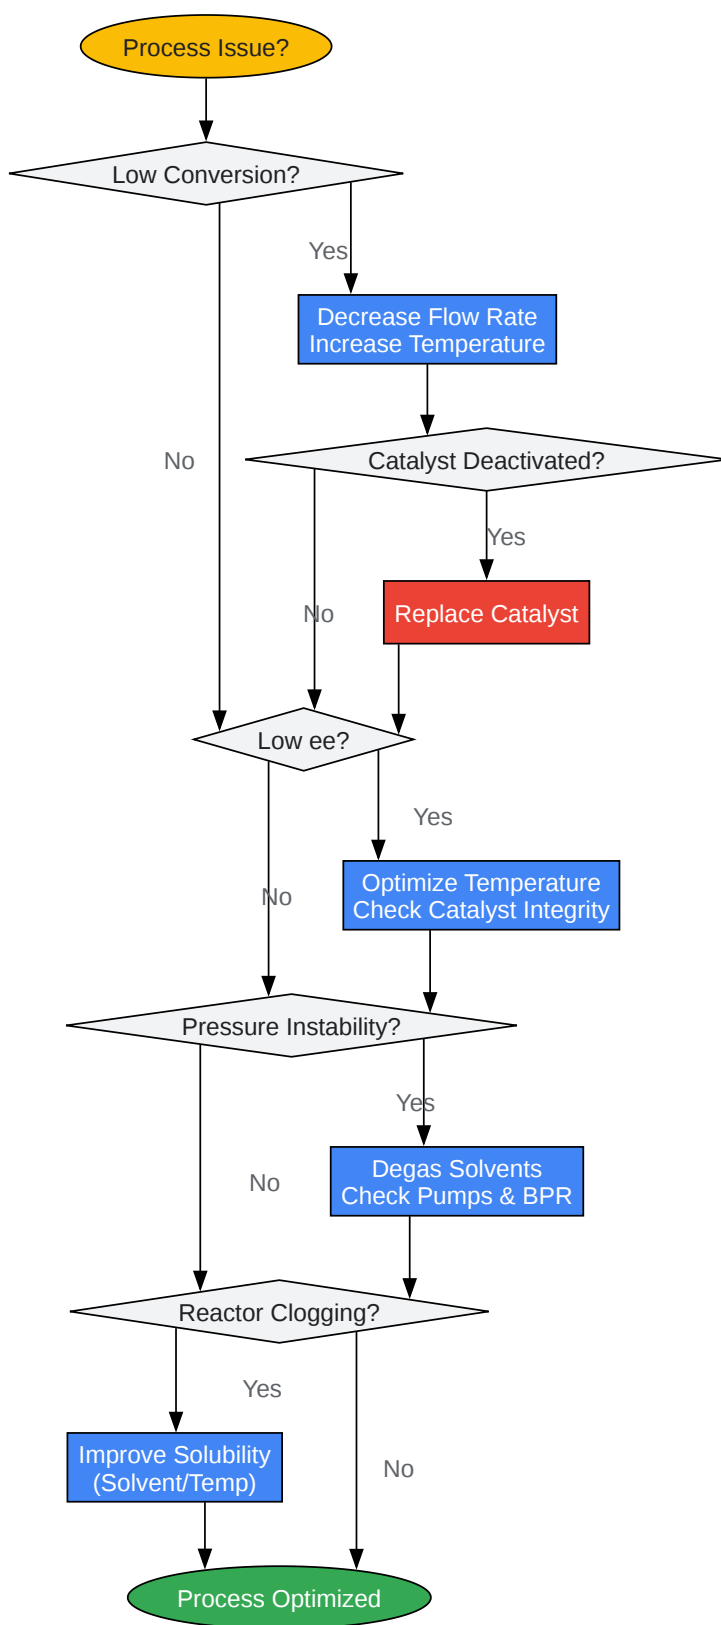 Process Issue?
Low Conversion?
Yes
Decrease Flow Rate
Increase Temperature
No
Catalyst Deactivated?
Yes
No
Replace Catalyst
Low ee?
Yes
Optimize Temperature
Check Catalyst Integrity
No
Pressure Instability?
Yes
Degas Solvents
Check Pumps & BPR
No
Reactor Clogging?
Yes
Improve Solubility
(Solvent/Temp)
No
Process Optimized